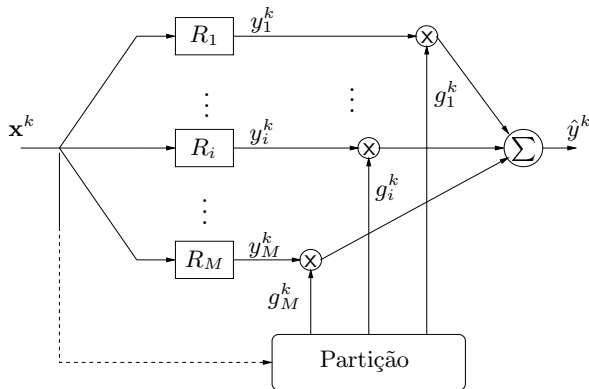 R_1 y_1^k
g_1^k
x^k R_i y_i^k Σ ŷ^k
g_i^k
R_M y_M^k
g_M^k
Partição